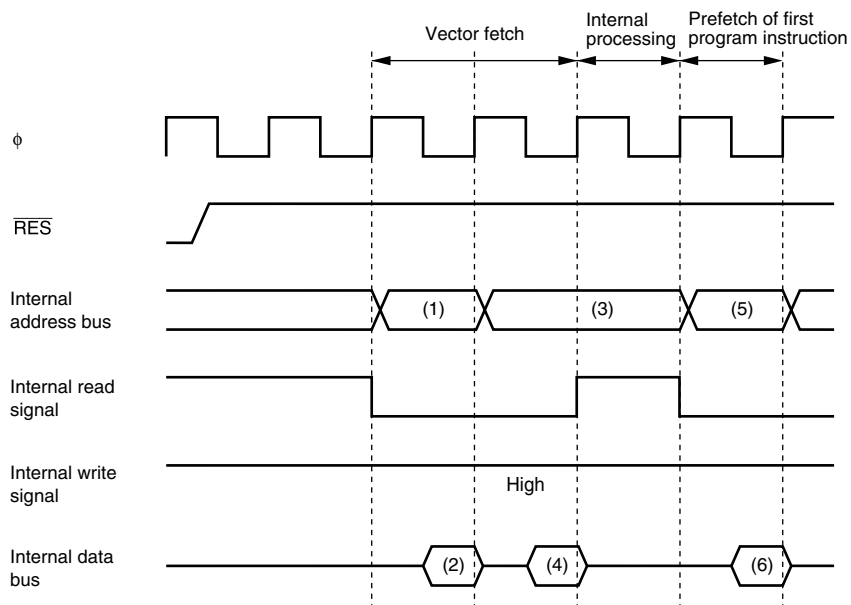 Vector fetch
Internal
processing
Prefetch of first
program instruction
ϕ
RES
Internal
address bus
(1)
(3)
(5)
Internal read
signal
Internal write
signal
High
Internal data
bus
(2)
(4)
(6)